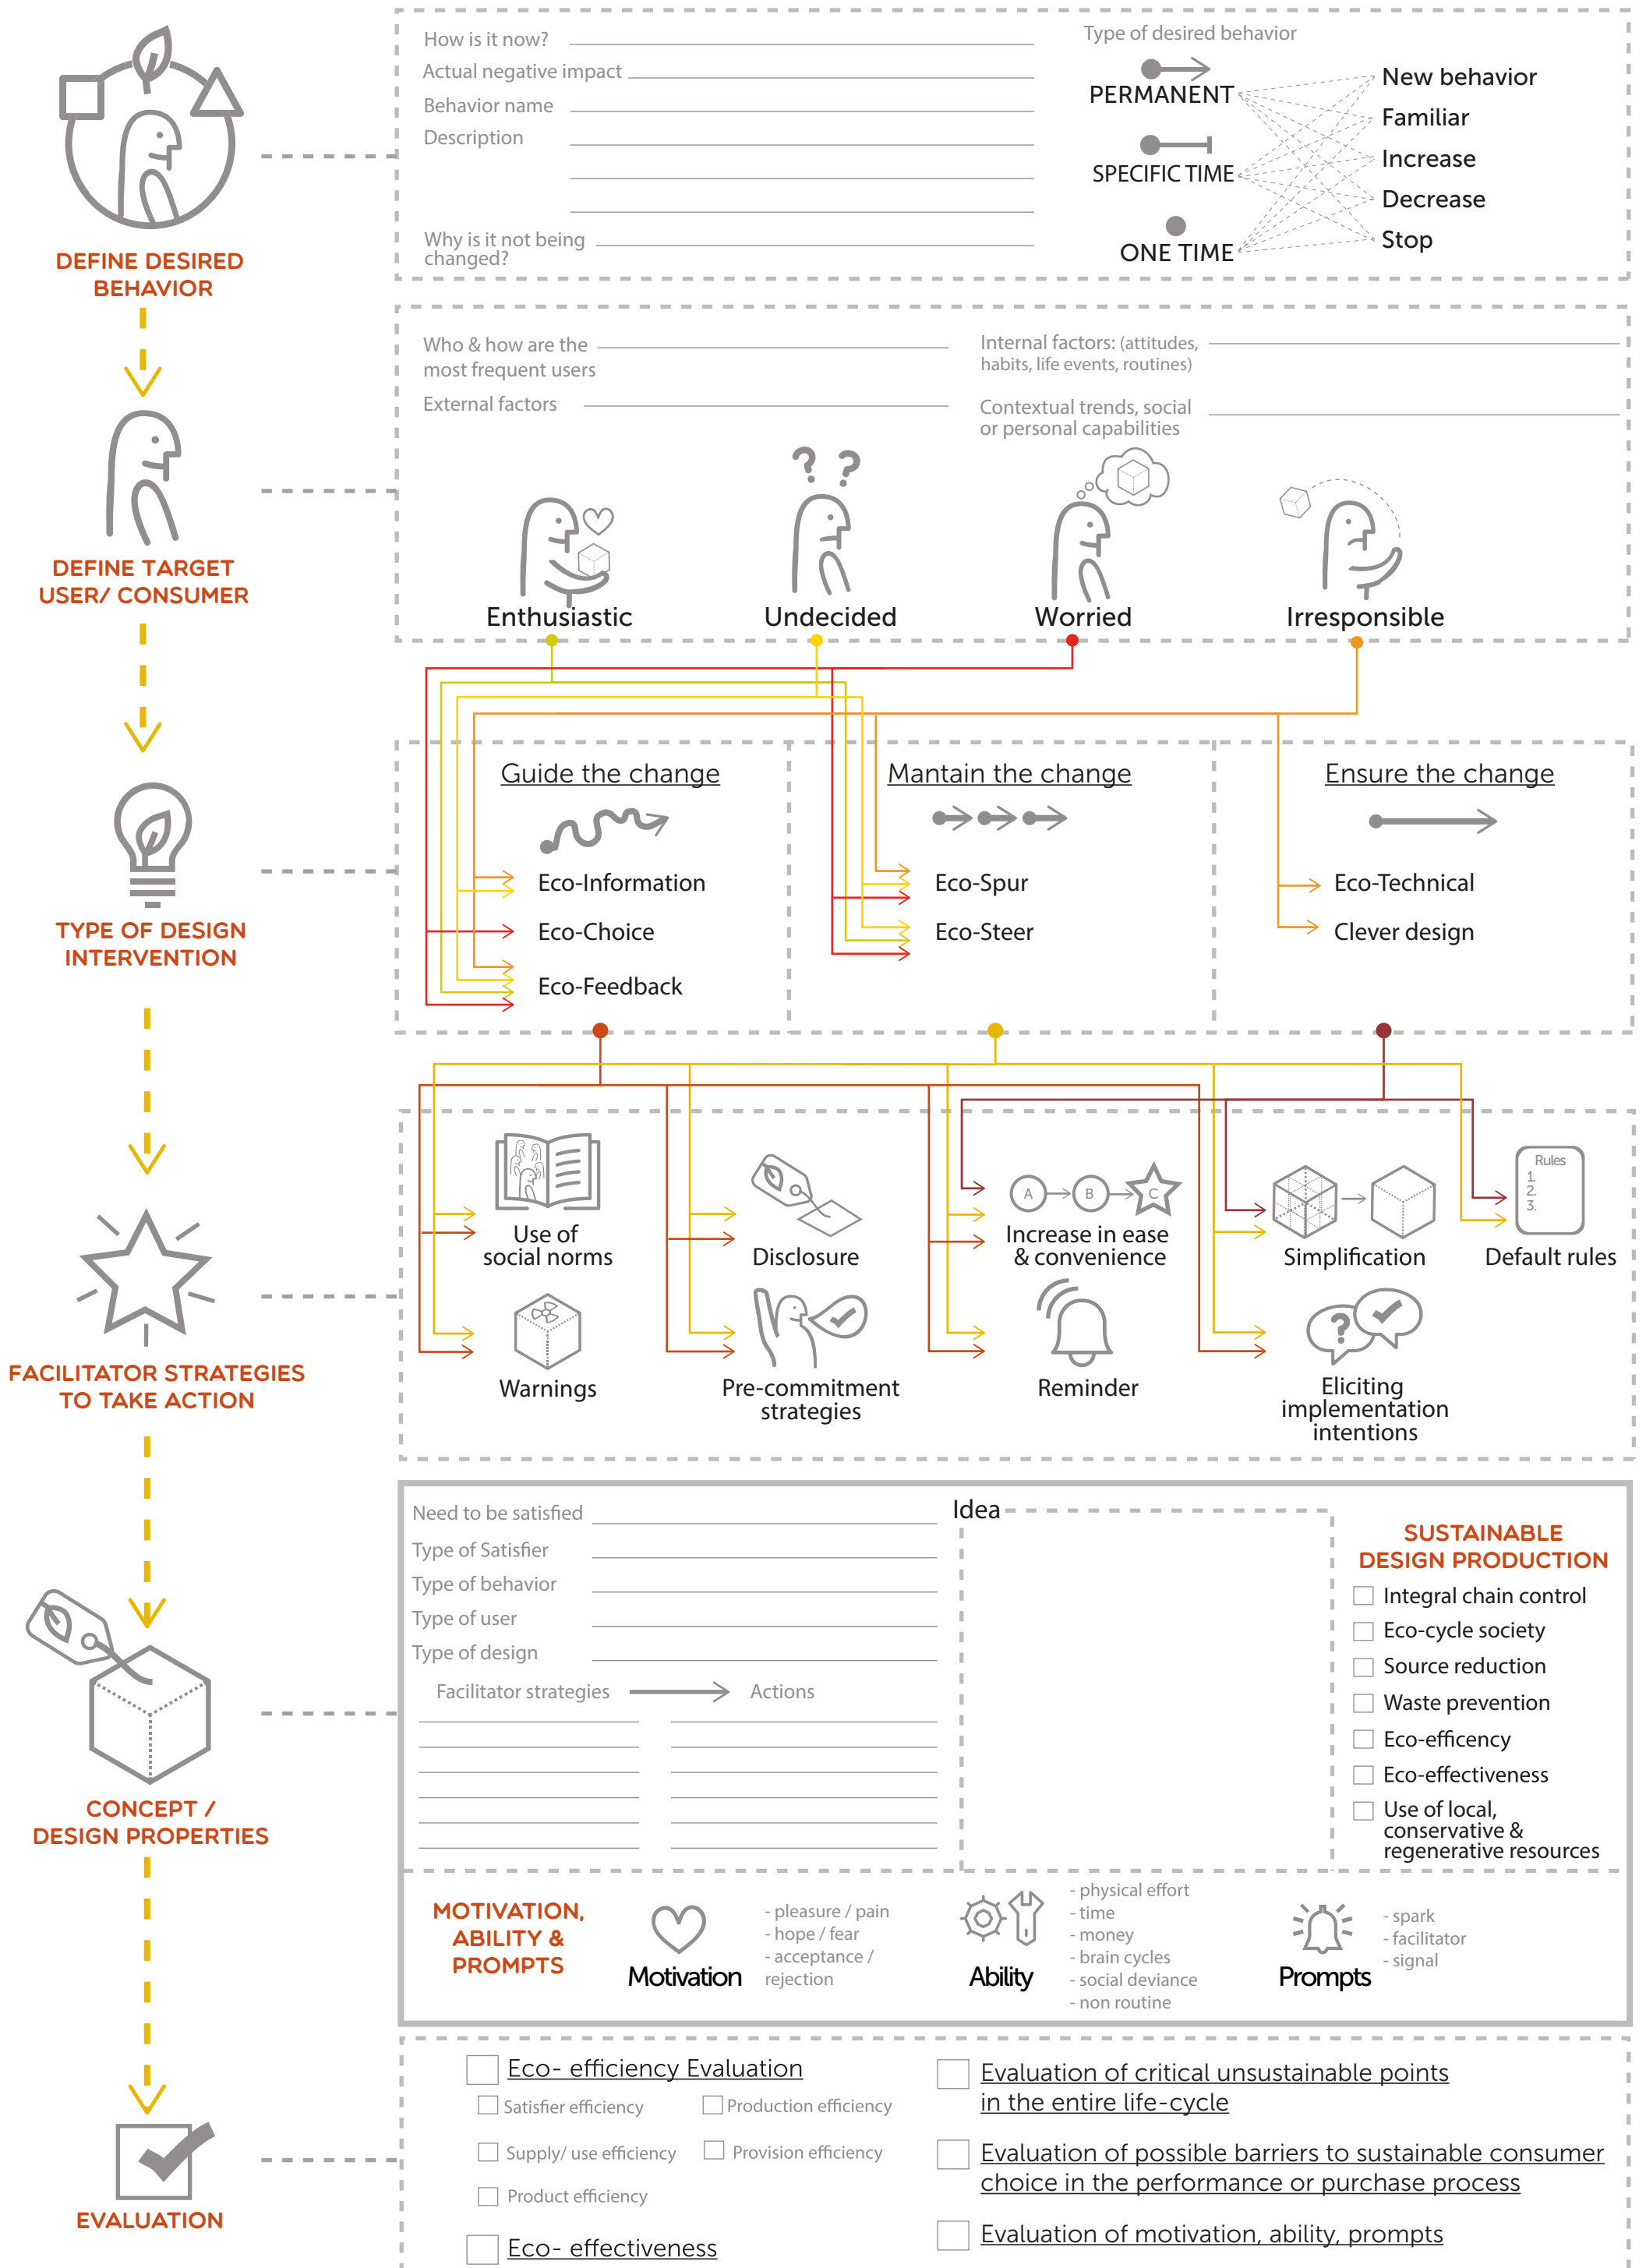 DEFINE DESIRED
BEHAVIOR
How is it now?
Actual negative impact
Behavior name
Description
Why is it not being
changed?
Type of desired behavior
PERMANENT
SPECIFIC TIME
ONE TIME
New behavior
Familiar
Increase
Decrease
Stop
DEFINE TARGET
USER/ CONSUMER
Who & how are the
most frequent users
External factors
Internal factors: (attitudes,
habits, life events, routines)
Contextual trends, social
or personal capabilities
? ?
Enthusiastic
Undecided
Worried
Irresponsible
TYPE OF DESIGN
INTERVENTION
Guide the change
Eco-Information
Eco-Choice
Eco-Feedback
Mantain the change
Eco-Spur
Eco-Steer
Ensure the change
Eco-Technical
Clever design
FACILITATOR STRATEGIES
TO TAKE ACTION
Use of
social norms
Disclosure
A B C
Increase in ease
& convenience
Simplification
Rules
1.
2.
3.
Default rules
Warnings
Pre-commitment
strategies
Reminder
?
Eliciting
implementation
intentions
CONCEPT /
DESIGN PROPERTIES
Need to be satisfied
Type of Satisfier
Type of behavior
Type of user
Type of design
Facilitator strategies
Actions
Idea
SUSTAINABLE
DESIGN PRODUCTION
Integral chain control
Eco-cycle society
Source reduction
Waste prevention
Eco-efficency
Eco-effectiveness
Use of local,
conservative &
regenerative resources
MOTIVATION,
ABILITY &
PROMPTS
Motivation
- pleasure / pain
- hope / fear
- acceptance /
rejection
Ability
- physical effort
- time
- money
- brain cycles
- social deviance
- non routine
Prompts
- spark
- facilitator
- signal
EVALUATION
Eco- efficiency Evaluation
Satisfier efficiency
Production efficiency
Supply/ use efficiency
Provision efficiency
Product efficiency
Eco- effectiveness
Evaluation of critical unsustainable points
in the entire life-cycle
Evaluation of possible barriers to sustainable consumer
choice in the performance or purchase process
Evaluation of motivation, ability, prompts